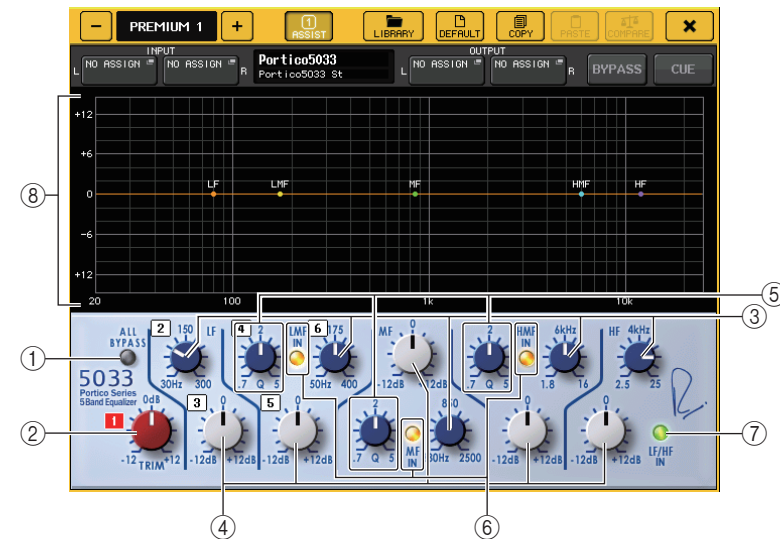 PREMIUM 1
1
ASSIST
LIBRARY
DEFAULT
COPY
PASTE
COMPARE
INPUT
L
NO ASSIGN
NO ASSIGN
R
Portico5033
Portico5033 St
OUTPUT
L
NO ASSIGN
NO ASSIGN
R
BYPASS
CUE
+12
+6
0
-6
+12
LF
LMF
MF
HMF
HF
20
100
1k
10k
8
5
3
1
2
7
4
6
ALL
BYPASS
5033
Portico Series
5Band Equalizer
2
150
LF
30Hz
300
4
2
.7
Q
5
LMF
IN
6
175
50Hz
400
MF
0
-12dB
12dB
2
.7
Q
5
HMF
IN
6kHz
1.8
16
HF
4kHz
2.5
25
1
0dB
-12
+12
TRIM
3
0
-12dB
+12dB
5
0
-12dB
+12dB
2
.7
Q
5
MF
IN
850
80Hz
2500
0
-12dB
+12dB
0
-12dB
+12dB
LF/HF
IN